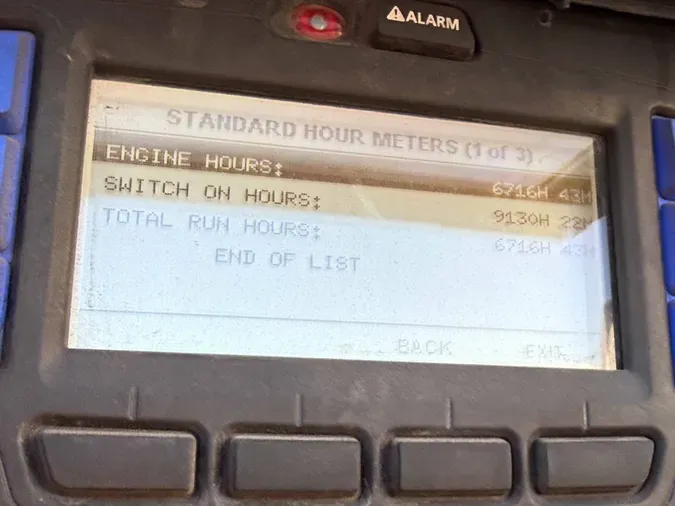 ALARM
STANDARD HOUR METERS (1 of 3)
ENGINE HOURS: 6716H 43M
SWITCH ON HOURS: 9130H 22M
TOTAL RUN HOURS: 6716H 43M
END OF LIST
BACK EXIT